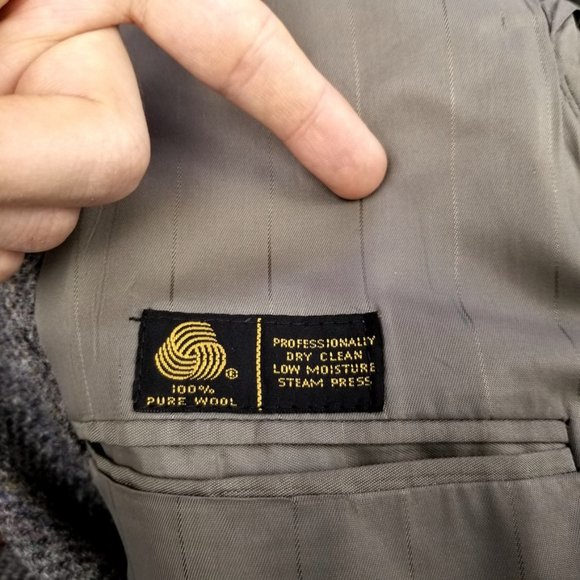 100%
PURE WOOL
PROFESSIONALLY
DRY CLEAN
LOW MOISTURE
STEAM PRESS
®